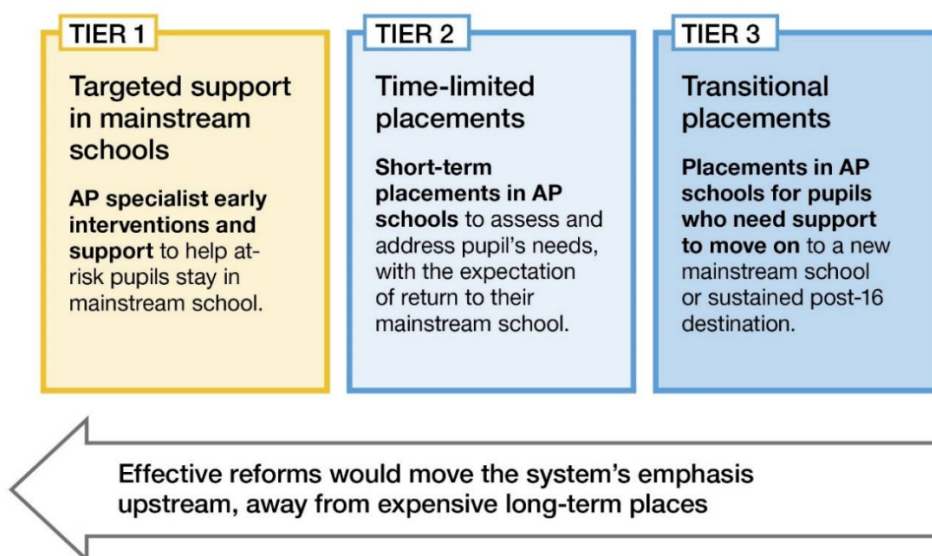 TIER 1
Targeted support
in mainstream
schools
AP specialist early
interventions and
support to help at-
risk pupils stay in
mainstream school.
TIER 2
Time-limited
placements
Short-term
placements in AP
schools to assess and
address pupil's needs,
with the expectation
of return to their
mainstream school.
TIER 3
Transitional
placements
Placements in AP
schools for pupils
who need support
to move on to a new
mainstream school
or sustained post-16
destination.
Effective reforms would move the system's emphasis
upstream, away from expensive long-term places